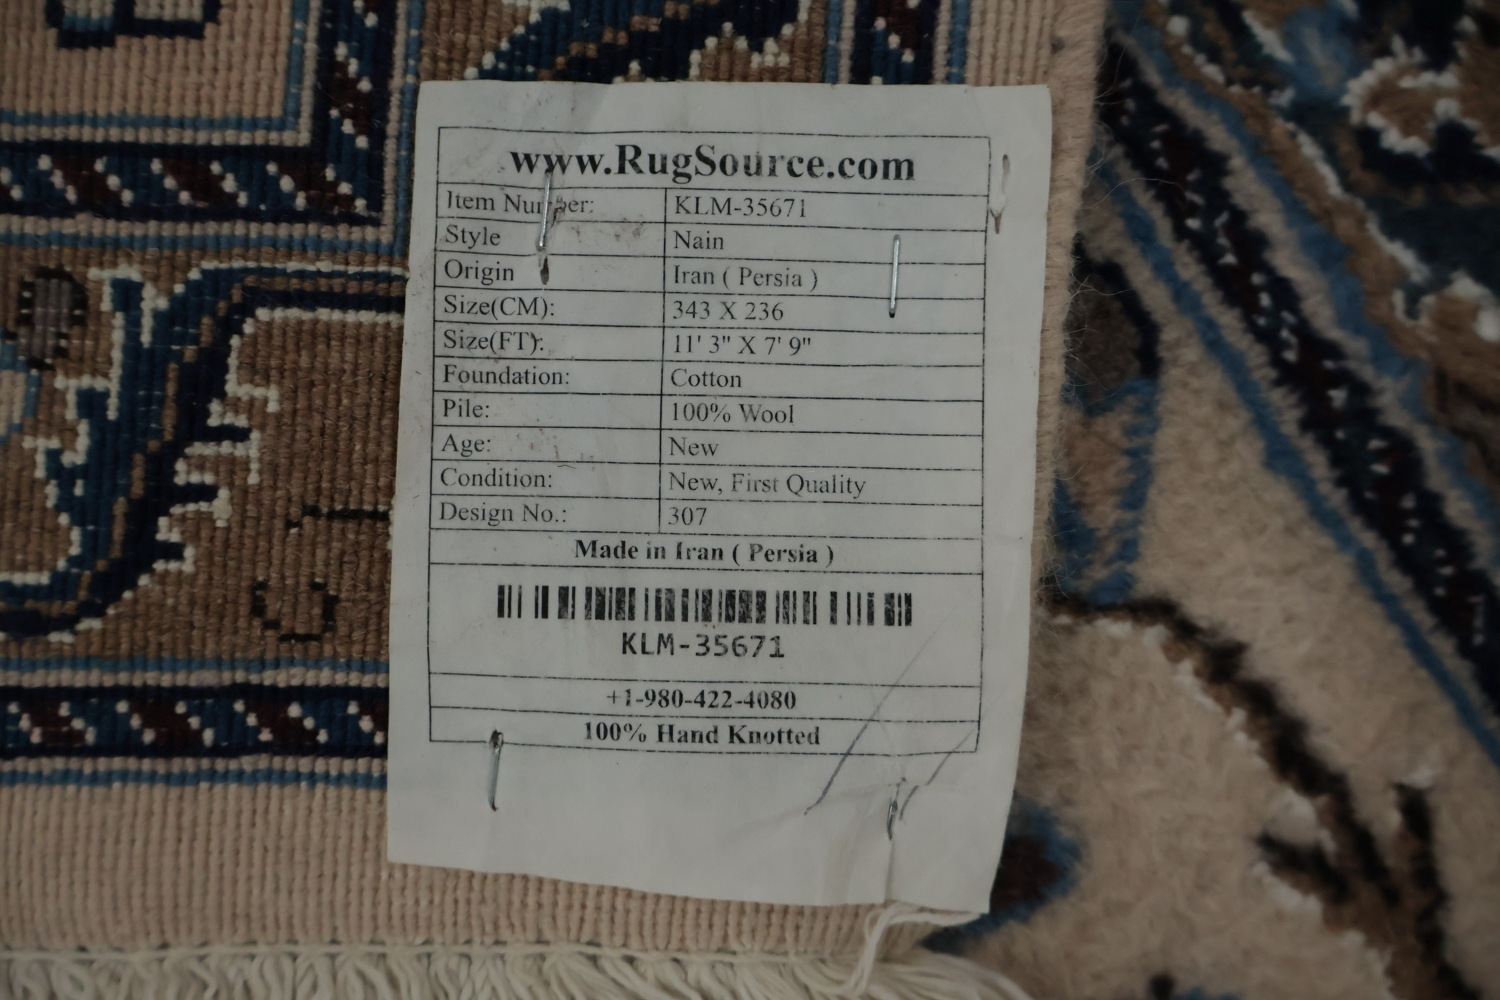 www.RugSource.com
Item Number: KLM-35671
Style Nain
Origin Iran ( Persia )
Size(CM): 343 X 236
Size(FT): 11' 3" X 7' 9"
Foundation: Cotton
Pile: 100% Wool
Age: New
Condition: New, First Quality
Design No.: 307
Made in Iran ( Persia )
KLM-35671
+1-980-422-4080
100% Hand Knotted